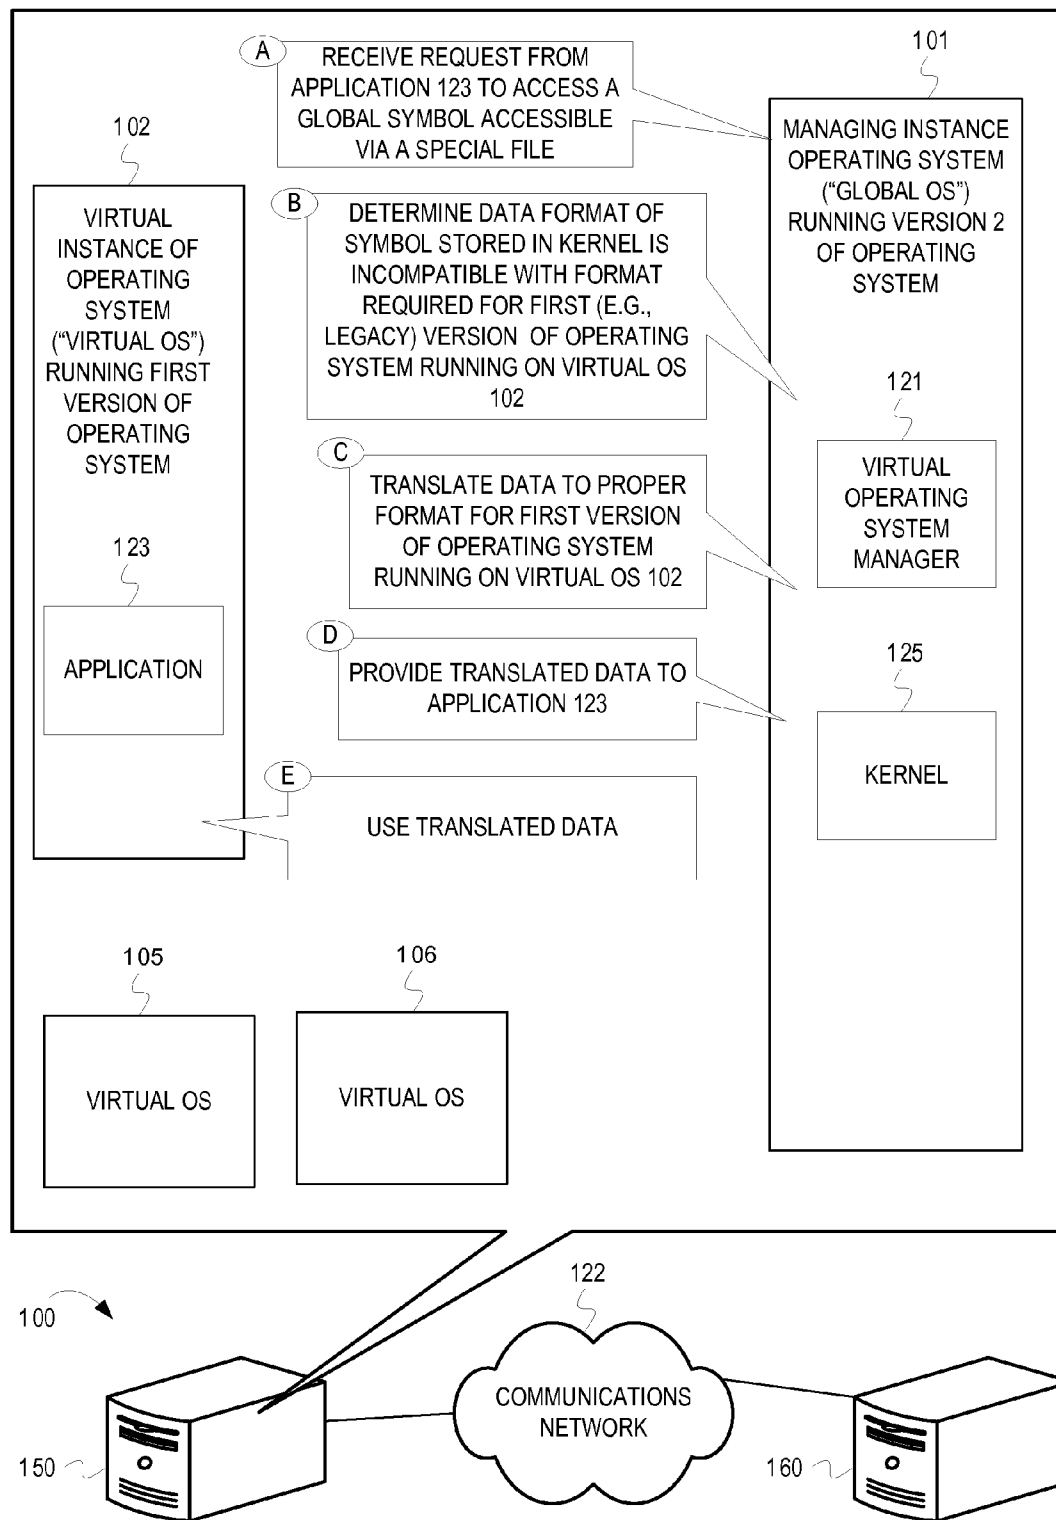 A
RECEIVE REQUEST FROM
APPLICATION 123 TO ACCESS A
GLOBAL SYMBOL ACCESSIBLE
VIA A SPECIAL FILE
101
MANAGING INSTANCE
OPERATING SYSTEM
(“GLOBAL OS”)
RUNNING VERSION 2
OF OPERATING
SYSTEM
102
VIRTUAL
INSTANCE OF
OPERATING
SYSTEM
(“VIRTUAL OS”)
RUNNING FIRST
VERSION OF
OPERATING
SYSTEM
B
DETERMINE DATA FORMAT OF
SYMBOL STORED IN KERNEL IS
INCOMPATIBLE WITH FORMAT
REQUIRED FOR FIRST (E.G.,
LEGACY) VERSION OF OPERATING
SYSTEM RUNNING ON VIRTUAL OS
102
121
VIRTUAL
OPERATING
SYSTEM
MANAGER
C
TRANSLATE DATA TO PROPER
FORMAT FOR FIRST VERSION
OF OPERATING SYSTEM
RUNNING ON VIRTUAL OS 102
123
APPLICATION
D
PROVIDE TRANSLATED DATA TO
APPLICATION 123
125
KERNEL
E
USE TRANSLATED DATA
105
VIRTUAL OS
106
VIRTUAL OS
100
122
COMMUNICATIONS
NETWORK
150
160